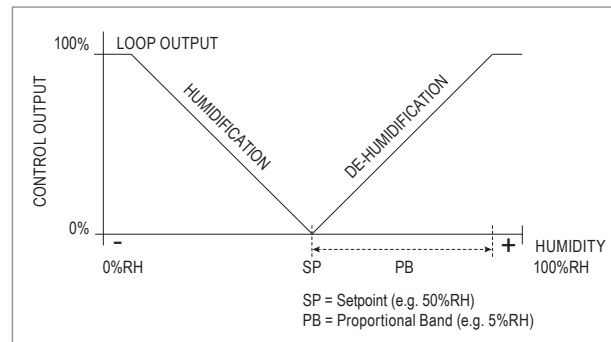 100% LOOP OUTPUT
HUMIDIFICATION
DE-HUMIDIFICATION
CONTROL OUTPUT
0%
- + HUMIDITY
0%RH SP PB 100%RH
SP = Setpoint (e.g. 50%RH)
PB = Proportional Band (e.g. 5%RH)